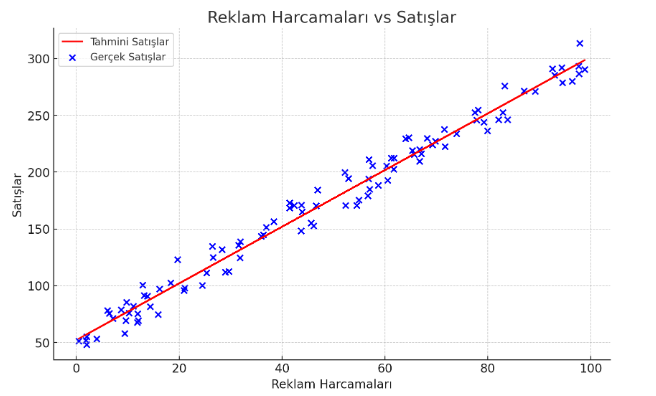 Reklam Harcamaları vs Satışlar
Tahmini Satışlar
Gerçek Satışlar
300
250
200
150
100
50
Satışlar
0 20 40 60 80 100
Reklam Harcamaları